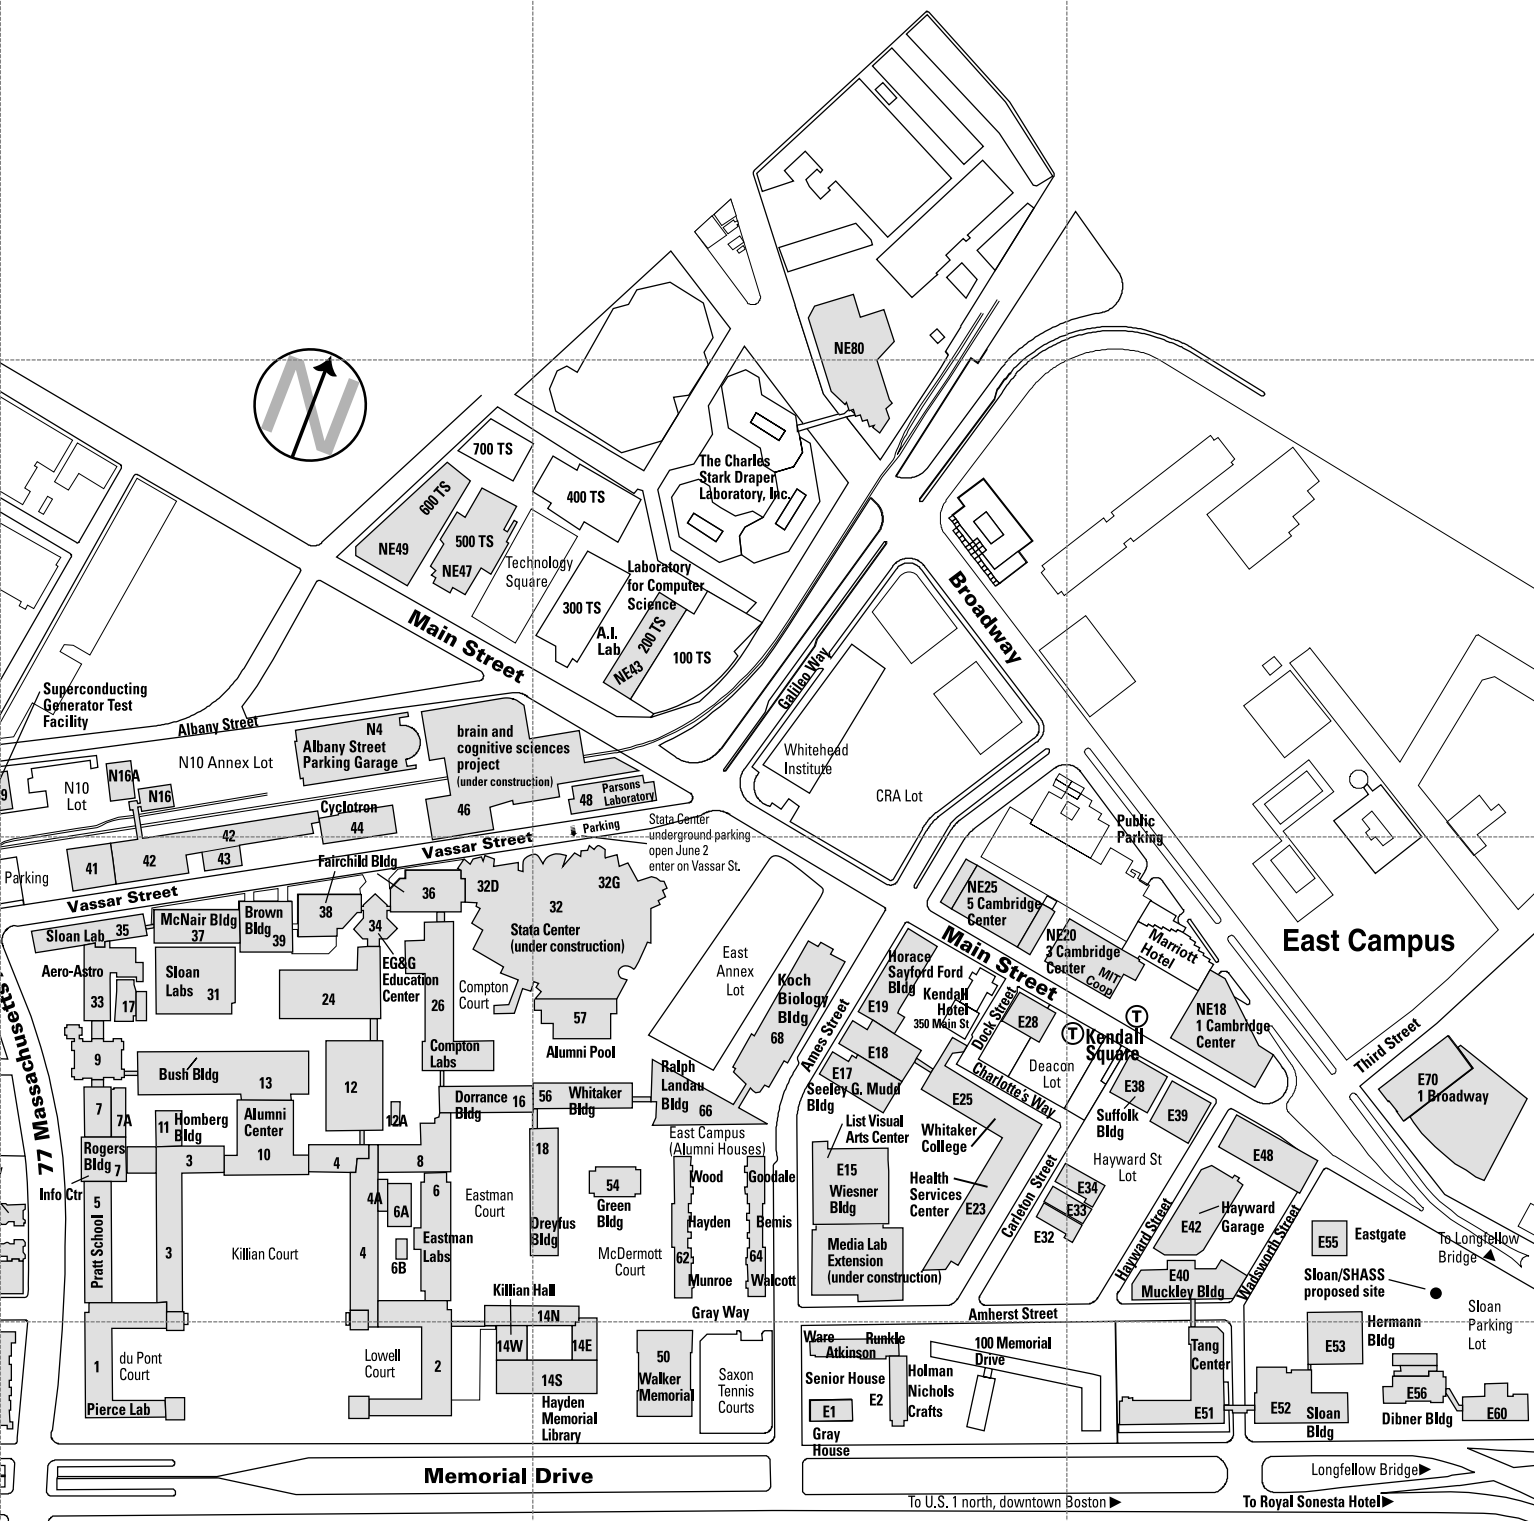 N
NE80
700 TS
600 TS
400 TS
The Charles
Stark Draper
Laboratory, Inc.
NE49
500 TS
NE47
Technology
Square
Laboratory
for Computer
Science
300 TS
A.I.
Lab
200 TS
NE43
100 TS
Main Street
Broadway
Galileo Way
Superconducting
Generator Test
Facility
Albany Street
N4
Albany Street
Parking Garage
N10 Annex Lot
N10
Lot
N16A
N16
9
brain and
cognitive sciences
project
(under construction)
46
48
Parsons
Laboratory
Whitehead
Institute
CRA Lot
Public
Parking
Cyclotron
44
42
42
43
41
Parking
Vassar Street
Vassar Street
Parking
Stata Center
underground parking
open June 2
enter on Vassar St.
Fairchild Bldg
36
38
34
32D
32G
32
Stata Center
(under construction)
Sloan Lab
35
McNair Bldg
37
Brown
Bldg
39
EG&G
Education
Center
Aero-Astro
33
17
Sloan
Labs
31
24
26
Compton
Court
57
Alumni Pool
East
Annex
Lot
Koch
Biology
Bldg
68
Ames Street
Horace
Sayford Ford
Bldg
E19
Kendall
Hotel
350 Main St
Main Street
Dock Street
E28
NE25
5 Cambridge
Center
NE20
3 Cambridge
Center
MIT
Coop
Marriott
Hotel
NE18
1 Cambridge
Center
East Campus
Third Street
T
T
Kendall
Square
E70
1 Broadway
77 Massachusetts
9
Bush Bldg
13
12
Compton
Labs
Dorrance
Bldg
16
56
Whitaker
Bldg
Ralph
Landau
Bldg
66
E18
E17
Seeley G. Mudd
Bldg
E25
Charlotte's Way
Deacon
Lot
E38
Suffolk
Bldg
E39
7
7A
11
Homberg
Bldg
Alumni
Center
10
12A
Rogers
Bldg
7
Info Ctr
3
4
8
18
East Campus
(Alumni Houses)
List Visual
Arts Center
Whitaker
College
E15
Wiesner
Bldg
Health
Services
Center
E23
Carleton Street
Hayward St
Lot
E34
E33
E32
E48
E42
Hayward
Garage
Hayward Street
Wadsworth Street
5
Pratt School
3
Killian Court
4
4A
6A
6
6B
Eastman
Labs
Eastman
Court
Dreyfus
Bldg
54
Green
Bldg
McDermott
Court
Wood
Hayden
62
Munroe
Goodale
Bemis
64
Walcott
Gray Way
Media Lab
Extension
(under construction)
Amherst Street
E40
Muckley Bldg
E55
Eastgate
To Longfellow
Bridge
Sloan/SHASS
proposed site
Sloan
Parking
Lot
Killian Hall
14N
14W
14E
14S
Hayden
Memorial
Library
1
du Pont
Court
Pierce Lab
Lowell
Court
2
50
Walker
Memorial
Saxon
Tennis
Courts
Ware
Atkinson
Runkle
Senior House
E2
Holman
Nichols
Crafts
E1
Gray
House
100 Memorial
Drive
Tang
Center
E51
E52
Sloan
Bldg
E53
Hermann
Bldg
E56
Dibner Bldg
E60
Memorial Drive
Longfellow Bridge
To U.S. 1 north, downtown Boston
To Royal Sonesta Hotel